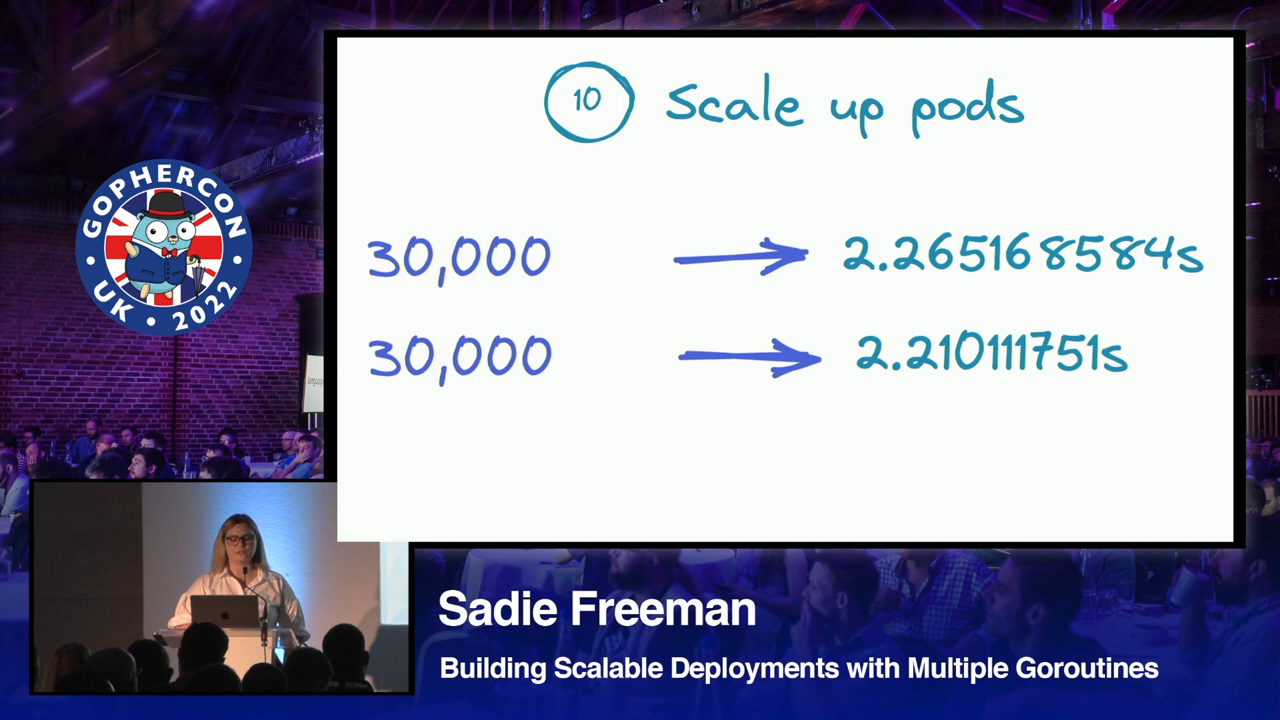 GOPHERCON
UK • 2022
10 Scale up pods
30,000 → 2.265168584s
30,000 → 2.210111751s
Sadie Freeman
Building Scalable Deployments with Multiple Goroutines